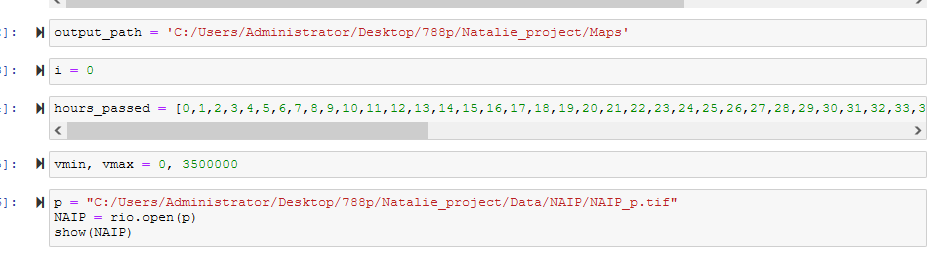 ]: output_path = 'C:/Users/Administrator/Desktop/788p/Natalie_project/Maps'
]: i = 0
]: hours_passed = [0,1,2,3,4,5,6,7,8,9,10,11,12,13,14,15,16,17,18,19,20,21,22,23,24,25,26,27,28,29,30,31,32,33,3
]: vmin, vmax = 0, 3500000
]: p = "C:/Users/Administrator/Desktop/788p/Natalie_project/Data/NAIP/NAIP_p.tif"
NAIP = rio.open(p)
show(NAIP)